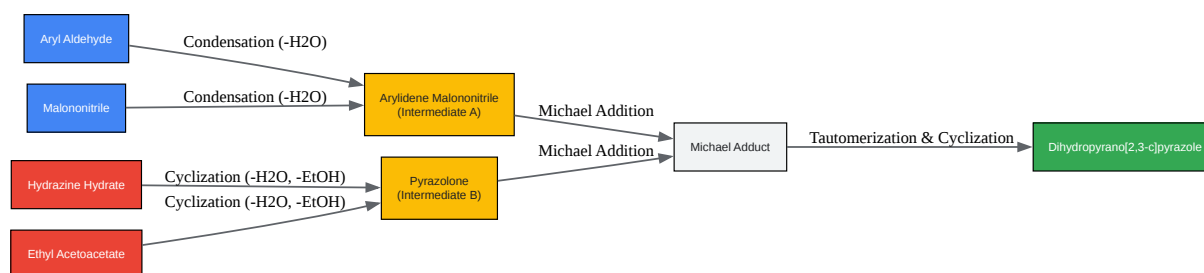 Aryl Aldehyde
Condensation (-H2O)
Malononitrile
Condensation (-H2O)
Arylidene Malononitrile
(Intermediate A)
Michael Addition
Hydrazine Hydrate
Cyclization (-H2O, -EtOH)
Cyclization (-H2O, -EtOH)
Ethyl Acetoacetate
Pyrazolone
(Intermediate B)
Michael Addition
Michael Adduct
Tautomerization & Cyclization
Dihydropyrano[2,3-c]pyrazole